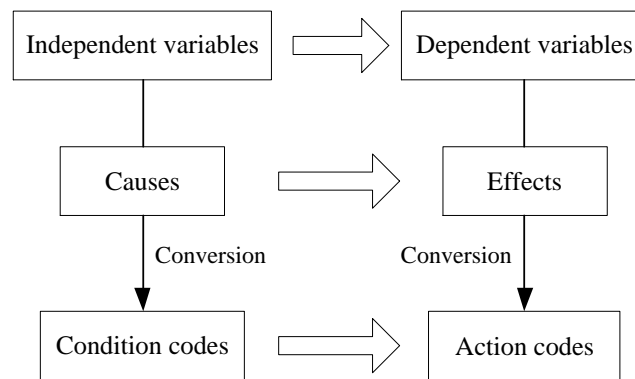 Independent variables
Dependent variables
Causes
Effects
Conversion
Conversion
Condition codes
Action codes